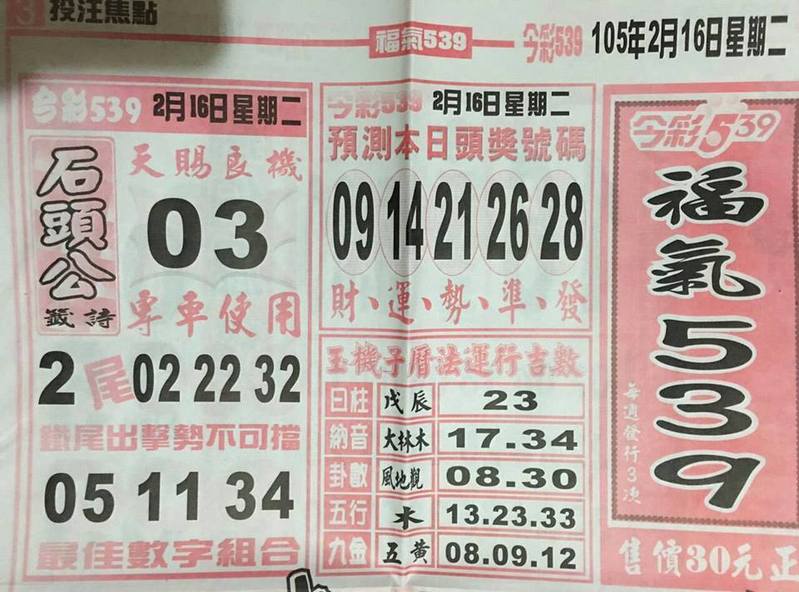 3 投注焦點
福氣539
今彩539 105年2月16日星期二
今彩539 2月16日星期二
石頭公
籤詩
天賜良機
03
專車使用
2尾 02 22 32
鐵尾出擊勢不可擋
05 11 34
最佳數字組合
今彩539 2月16日星期二
預測本日頭獎號碼
09 14 21 26 28
財、運、勢、準、發
玉機子曆法運行吉數
日柱 戊辰 23
納音 大林木 17.34
卦數 風地觀 08.30
五行 木 13.23.33
九金 五黃 08.09.12
今彩539
福氣539
每週發行3次
售價30元正